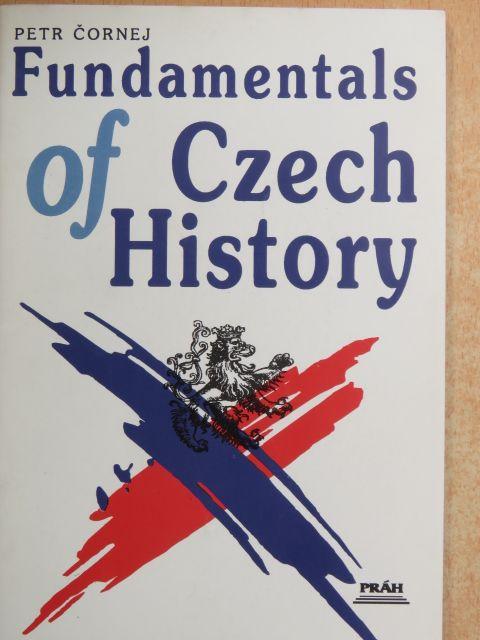 PETR ČORNEJ
Fundamentals
of Czech
History
PRÁH